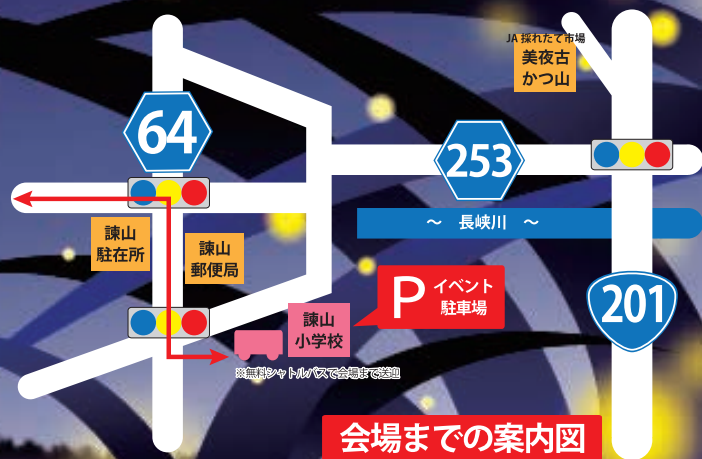 JA 採れたて市場
美夜古
かつ山
64
253
～ 長峡川 ～
諌山
駐在所
諌山
郵便局
201
P イベント
駐車場
諌山
小学校
※無料シャトルバスで会場まで送迎
会場までの案内図